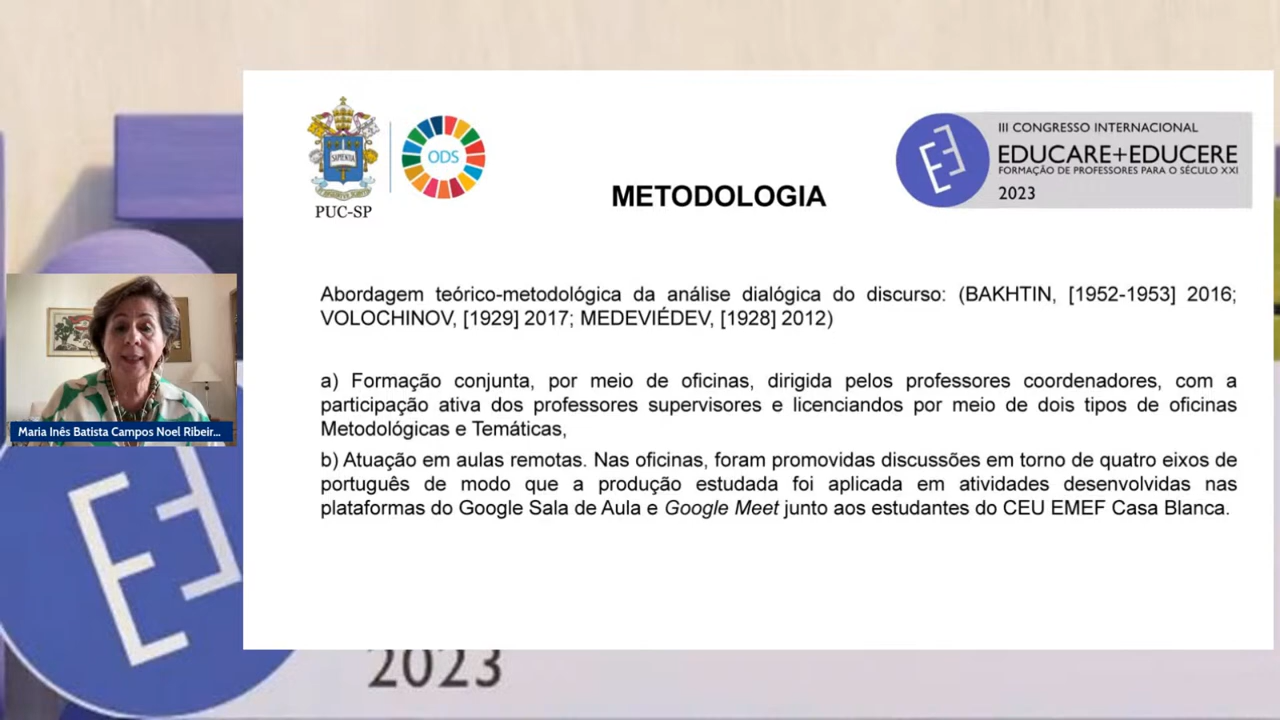 SAPIENTIA
PUC-SP
ODS
III CONGRESSO INTERNACIONAL
EDUCARE+EDUCERE
FORMAÇÃO DE PROFESSORES PARA O SÉCULO XXI
2023
METODOLOGIA
Abordagem teórico-metodológica da análise dialógica do discurso: (BAKHTIN, [1952-1953] 2016;
VOLOCHINOV, [1929] 2017; MEDEVIÉDEV, [1928] 2012)
a) Formação conjunta, por meio de oficinas, dirigida pelos professores coordenadores, com a
participação ativa dos professores supervisores e licenciandos por meio de dois tipos de oficinas
Metodológicas e Temáticas,
b) Atuação em aulas remotas. Nas oficinas, foram promovidas discussões em torno de quatro eixos de
português de modo que a produção estudada foi aplicada em atividades desenvolvidas nas
plataformas do Google Sala de Aula e Google Meet junto aos estudantes do CEU EMEF Casa Blanca.
Maria Inês Batista Campos Noel Ribeir...
2023